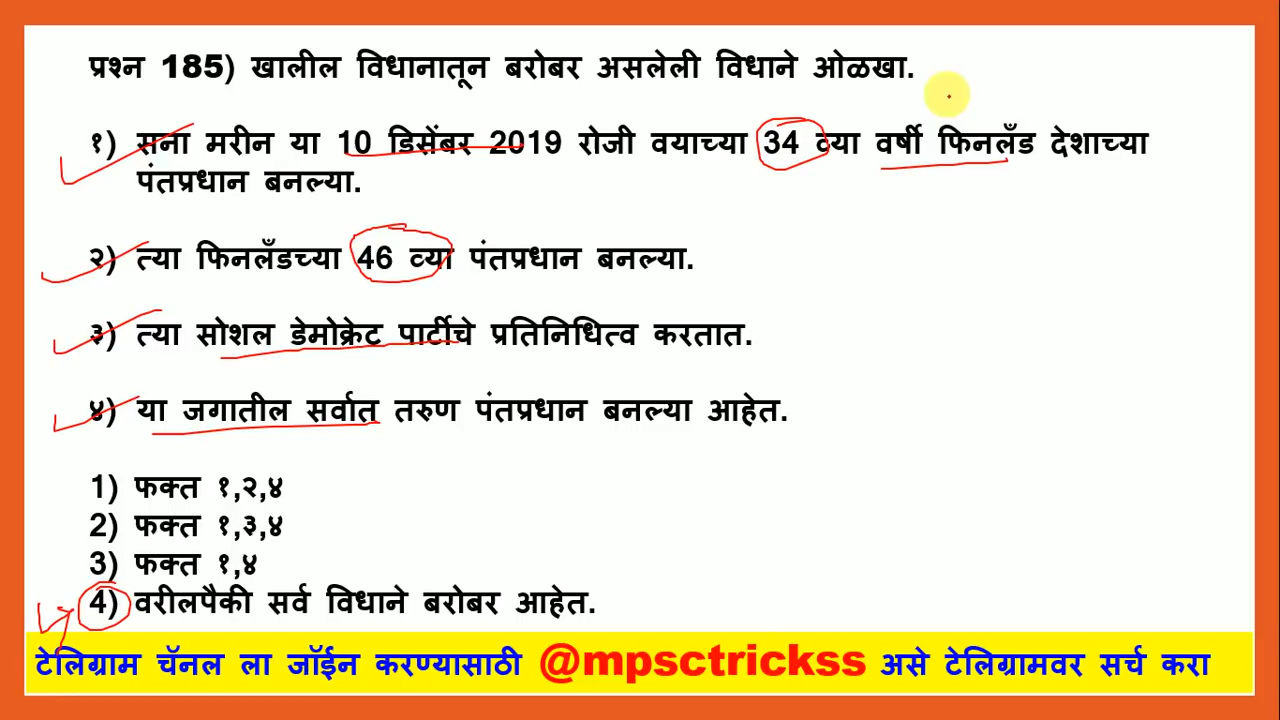 प्रश्न 185) खालील विधानातून बरोबर असलेली विधाने ओळखा.
१) सना मरीन या 10 डिसेंबर 2019 रोजी वयाच्या 34 व्या वर्षी फिनलँड देशाच्या
पंतप्रधान बनल्या.
२) त्या फिनलँडच्या 46 व्या पंतप्रधान बनल्या.
३) त्या सोशल डेमोक्रेट पार्टीचे प्रतिनिधित्व करतात.
४) या जगातील सर्वात तरुण पंतप्रधान बनल्या आहेत.
1) फक्त १,२,४
2) फक्त १,३,४
3) फक्त १,४
4) वरीलपैकी सर्व विधाने बरोबर आहेत.
टेलिग्राम चॅनल ला जॉईन करण्यासाठी @mpsctrickss असे टेलिग्रामवर सर्च करा